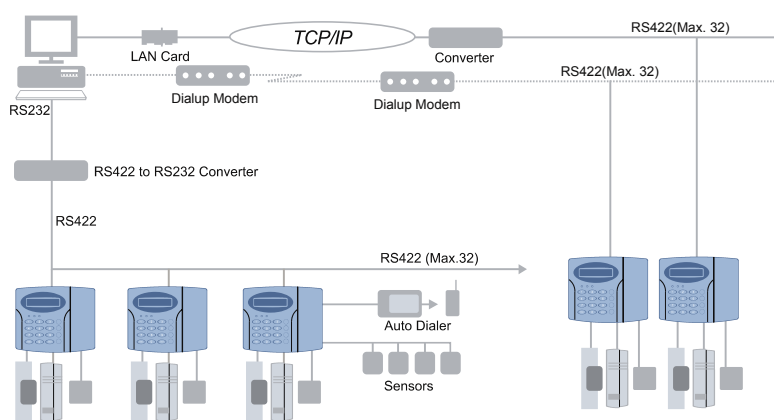 RS422(Max. 32)
TCP/IP
LAN Card
Converter
RS422(Max. 32)
Dialup Modem
Dialup Modem
RS232
RS422 to RS232 Converter
RS422
RS422 (Max.32)
Auto Dialer
Sensors